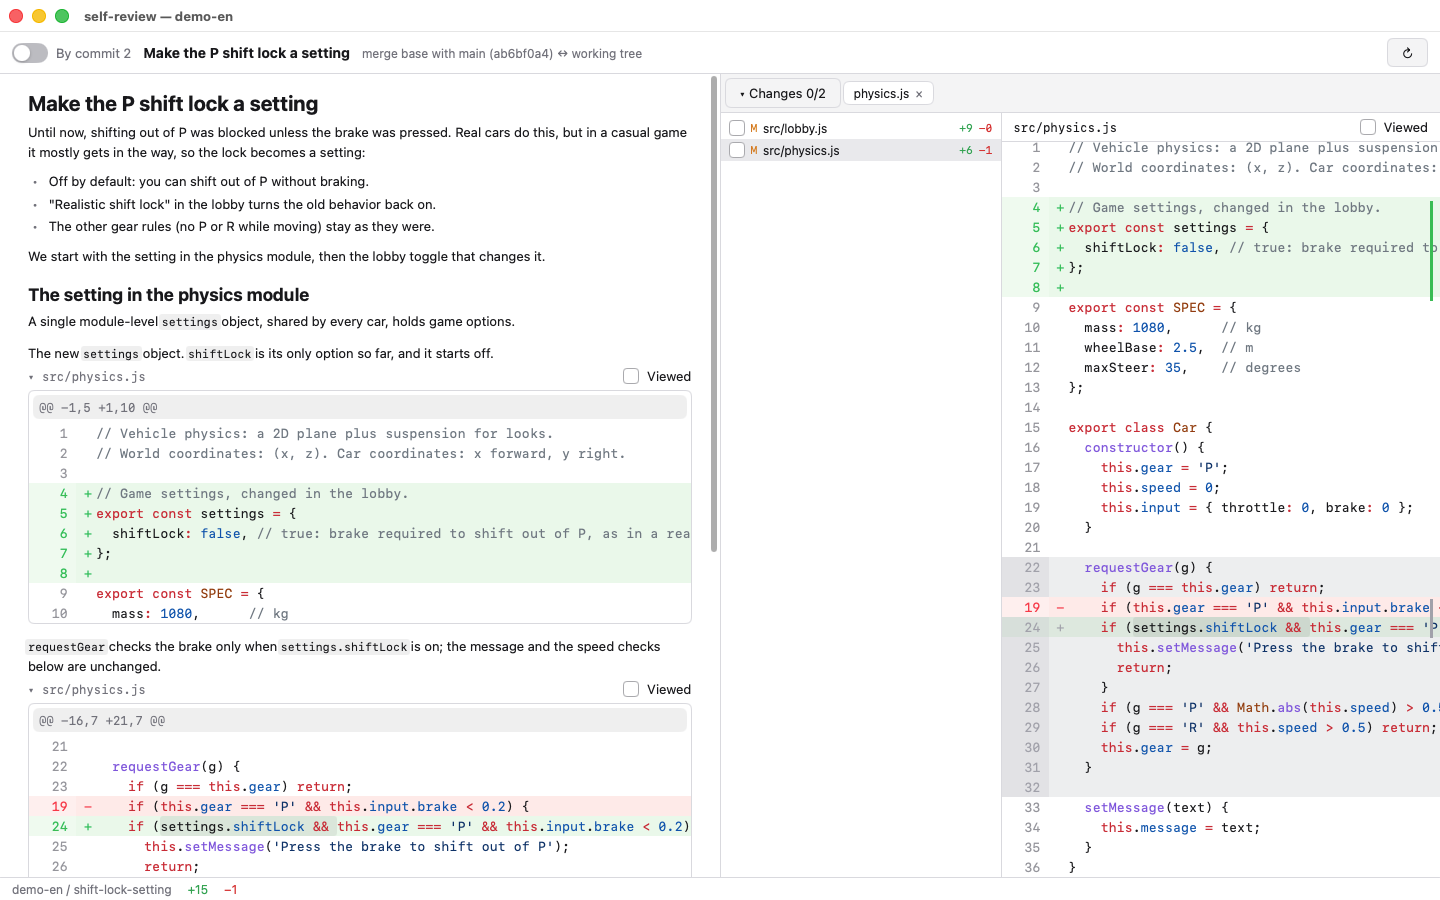 self-review — demo-en
By commit 2 Make the P shift lock a setting merge base with main (ab6bf0a4) ↔ working tree
Make the P shift lock a setting
Until now, shifting out of P was blocked unless the brake was pressed. Real cars do this, but in a casual game
it mostly gets in the way, so the lock becomes a setting:
• Off by default: you can shift out of P without braking.
• "Realistic shift lock" in the lobby turns the old behavior back on.
• The other gear rules (no P or R while moving) stay as they were.
We start with the setting in the physics module, then the lobby toggle that changes it.
The setting in the physics module
A single module-level settings object, shared by every car, holds game options.
The new settings object. shiftLock is its only option so far, and it starts off.
▾ src/physics.js Viewed
@@ −1,5 +1,10 @@
1 // Vehicle physics: a 2D plane plus suspension for looks.
2 // World coordinates: (x, z). Car coordinates: x forward, y right.
3
4 + // Game settings, changed in the lobby.
5 + export const settings = {
6 + shiftLock: false, // true: brake required to shift out of P, as in a rea
7 + };
8 +
9 export const SPEC = {
10 mass: 1080, // kg
requestGear checks the brake only when settings.shiftLock is on; the message and the speed checks
below are unchanged.
▾ src/physics.js Viewed
@@ −16,7 +21,7 @@
21
22 requestGear(g) {
23 if (g === this.gear) return;
19 − if (this.gear === 'P' && this.input.brake < 0.2) {
24 + if (settings.shiftLock && this.gear === 'P' && this.input.brake < 0.2)
25 this.setMessage('Press the brake to shift out of P');
26 return;
▾ Changes 0/2 physics.js ×
M src/lobby.js +9 −0
M src/physics.js +6 −1
src/physics.js Viewed
1 // Vehicle physics: a 2D plane plus suspension
2 // World coordinates: (x, z). Car coordinates:
3
4 + // Game settings, changed in the lobby.
5 + export const settings = {
6 + shiftLock: false, // true: brake required to
7 + };
8 +
9 export const SPEC = {
10 mass: 1080, // kg
11 wheelBase: 2.5, // m
12 maxSteer: 35, // degrees
13 };
14
15 export class Car {
16 constructor() {
17 this.gear = 'P';
18 this.speed = 0;
19 this.input = { throttle: 0, brake: 0 };
20 }
21
22 requestGear(g) {
23 if (g === this.gear) return;
19 − if (this.gear === 'P' && this.input.brake
24 + if (settings.shiftLock && this.gear === 'P
25 this.setMessage('Press the brake to shif
26 return;
27 }
28 if (g === 'P' && Math.abs(this.speed) > 0.5
29 if (g === 'R' && this.speed > 0.5) return;
30 this.gear = g;
31 }
32
33 setMessage(text) {
34 this.message = text;
35 }
36 }
demo-en / shift-lock-setting +15 −1